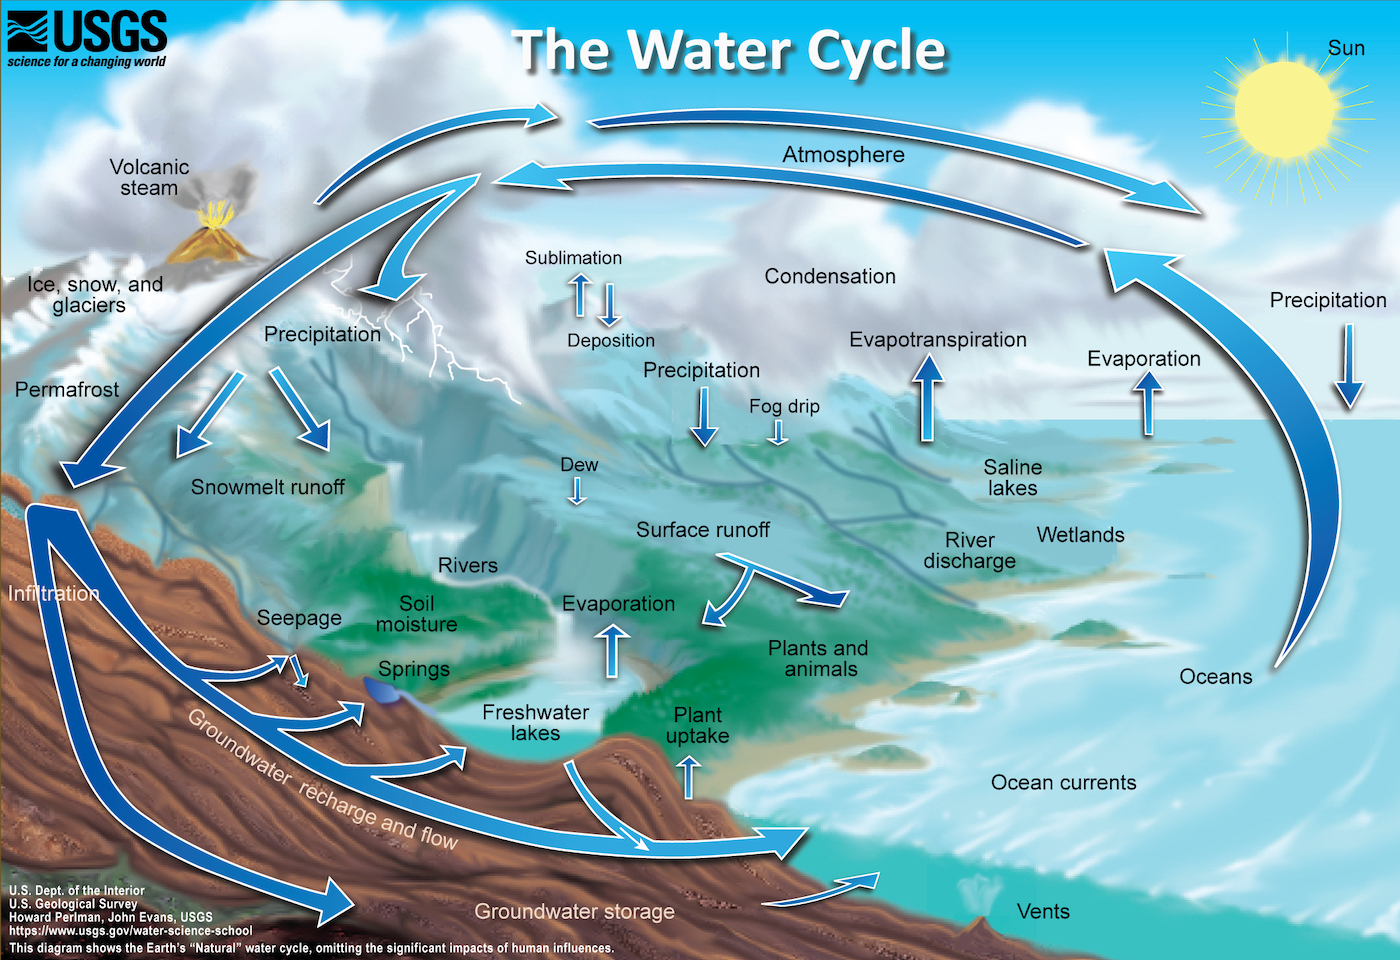 USGS
science for a changing world
The Water Cycle
Sun
Atmosphere
Volcanic
steam
Sublimation
Condensation
Ice, snow, and
glaciers
Precipitation
Precipitation
Deposition
Evapotranspiration
Evaporation
Precipitation
Permafrost
Fog drip
Dew
Saline
lakes
Snowmelt runoff
Surface runoff
Wetlands
River
discharge
Rivers
Infiltration
Evaporation
Soil
moisture
Seepage
Plants and
animals
Springs
Oceans
Freshwater
lakes
Plant
uptake
Groundwater recharge and flow
Ocean currents
Groundwater storage
Vents
U.S. Dept. of the Interior
U.S. Geological Survey
Howard Perlman, John Evans, USGS
https://www.usgs.gov/water-science-school
This diagram shows the Earth's “Natural” water cycle, omitting the significant impacts of human influences.